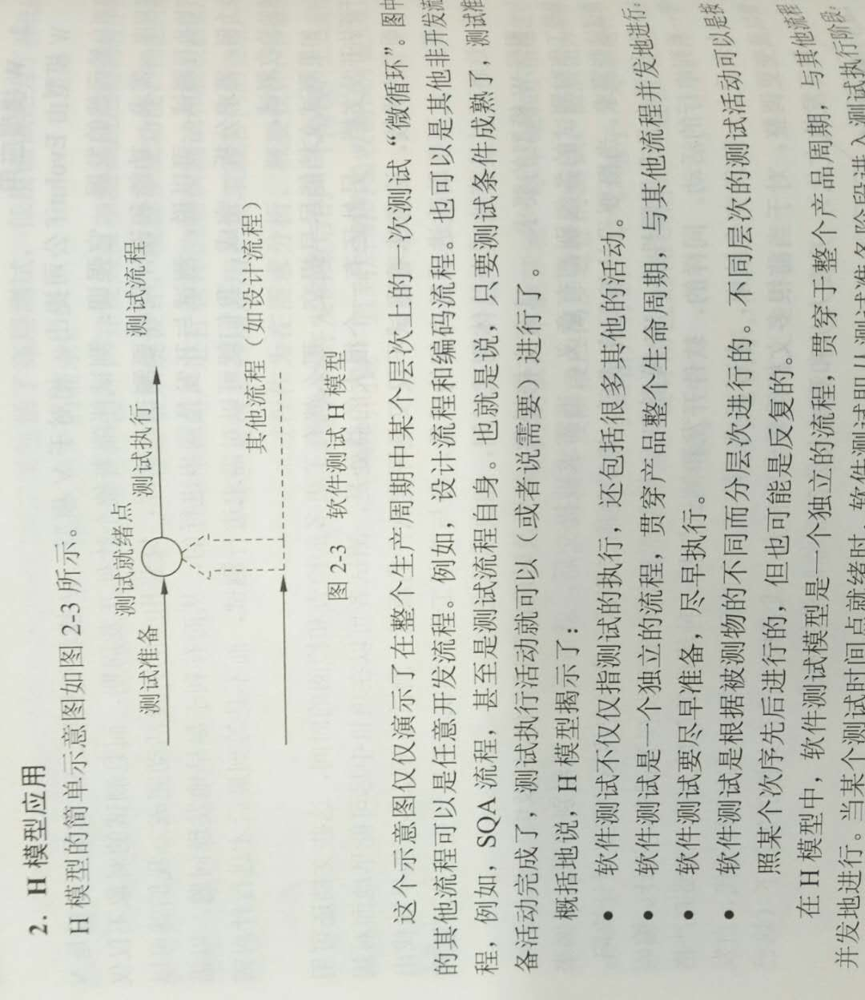 2. H 模型应用
H 模型的简单示意图如图 2-3 所示。
测试就绪点
测试准备
测试执行
测试流程
其他流程（如设计流程）
图 2-3 软件测试 H 模型
这个示意图仅仅演示了在整个生产周期中某个层次上的一次测试“微循环”。图中
的其他流程可以是任意开发流程。例如，设计流程和编码流程。也可以是其他非开发流
程，例如，SQA 流程，甚至是测试流程自身。也就是说，只要测试条件成熟了，测试准
备活动完成了，测试执行活动就可以（或者说需要）进行了。
概括地说，H 模型揭示了：
• 软件测试不仅仅指测试的执行，还包括很多其他的活动。
• 软件测试是一个独立的流程，贯穿产品整个生命周期，与其他流程并发地进行。
• 软件测试要尽早准备，尽早执行。
• 软件测试是根据被测物的不同而分层次进行的。不同层次的测试活动可以是按
照某个次序先后进行的，但也可能是反复的。
在 H 模型中，软件测试模型是一个独立的流程，贯穿于整个产品周期，与其他流程
并发地进行。当某个测试时间点就绪时，软件测试即从测试准备阶段进入测试执行阶段。